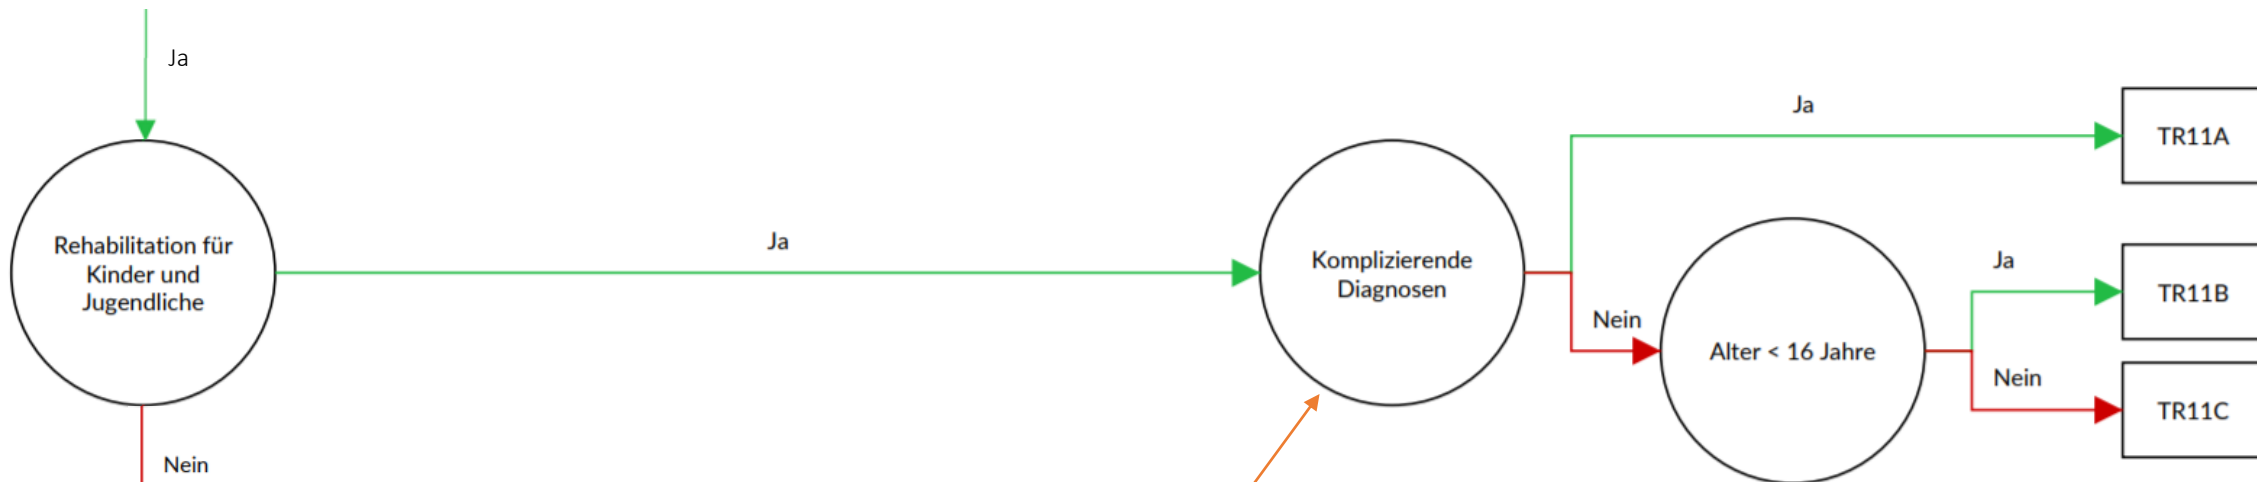 Ja
Rehabilitation für
Kinder und
Jugendliche
Nein
Ja
Komplizierende
Diagnosen
Ja
Nein
Alter < 16 Jahre
Ja
Nein
TR11A
TR11B
TR11C